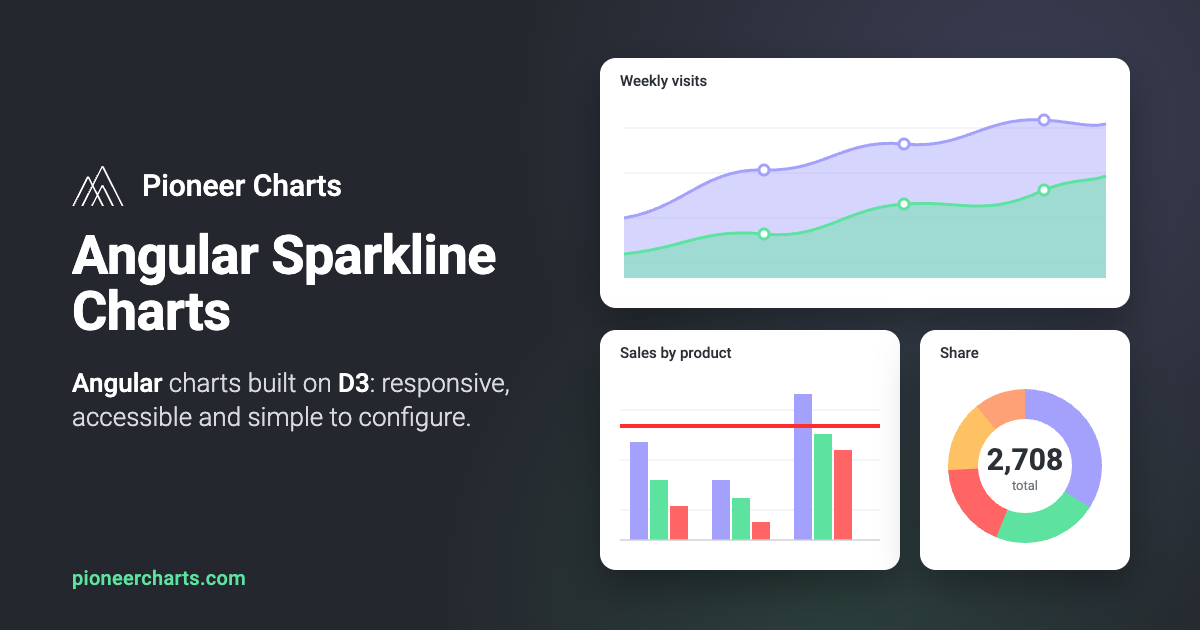 Pioneer Charts
Angular Sparkline
Charts
Angular charts built on D3: responsive,
accessible and simple to configure.
pioneercharts.com
Weekly visits
Sales by product
Share
2,708
total